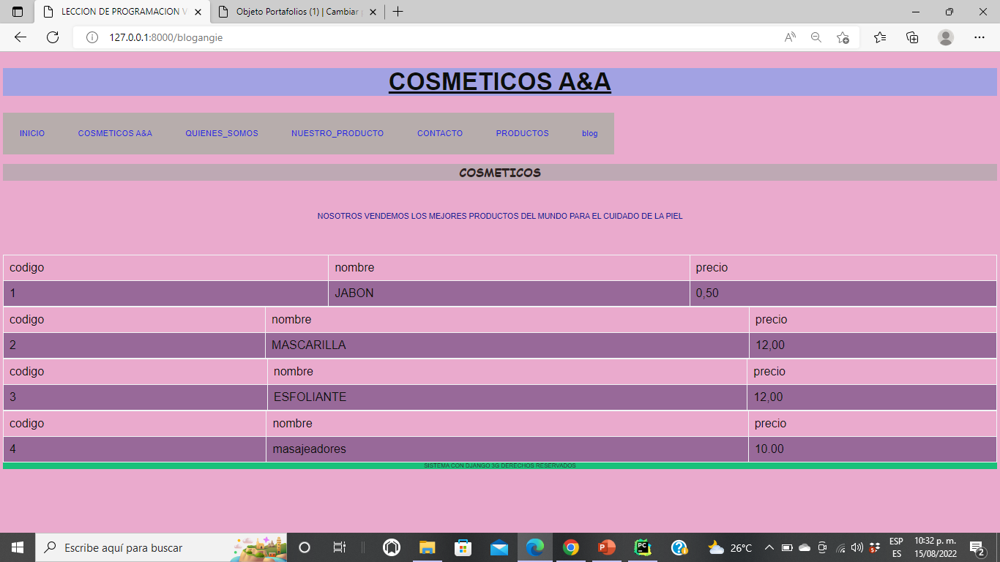 LECCION DE PROGRAMACION V
Objeto Portafolios (1) | Cambiar
127.0.0.1:8000/blogangie
COSMETICOS A&A
INICIO COSMETICOS A&A QUIENES_SOMOS NUESTRO_PRODUCTO CONTACTO PRODUCTOS blog
COSMETICOS
NOSOTROS VENDEMOS LOS MEJORES PRODUCTOS DEL MUNDO PARA EL CUIDADO DE LA PIEL
codigo nombre precio
1 JABON 0,50
codigo nombre precio
2 MASCARILLA 12,00
codigo nombre precio
3 ESFOLIANTE 12,00
codigo nombre precio
4 masajeadores 10.00
SISTEMA CON DJANGO 3G DERECHOS RESERVADOS
Escribe aquí para buscar
26°C
ESP
ES
10:32 p. m.
15/08/2022
2